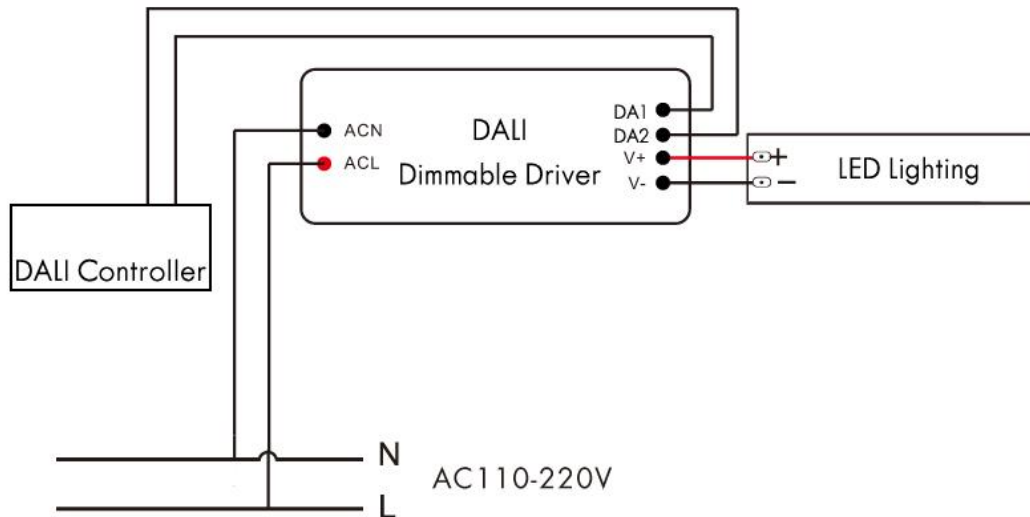 ACN
ACL
DALI
Dimmable Driver
DA1
DA2
V+
V-
+
−
LED Lighting
DALI Controller
N
L
AC110-220V